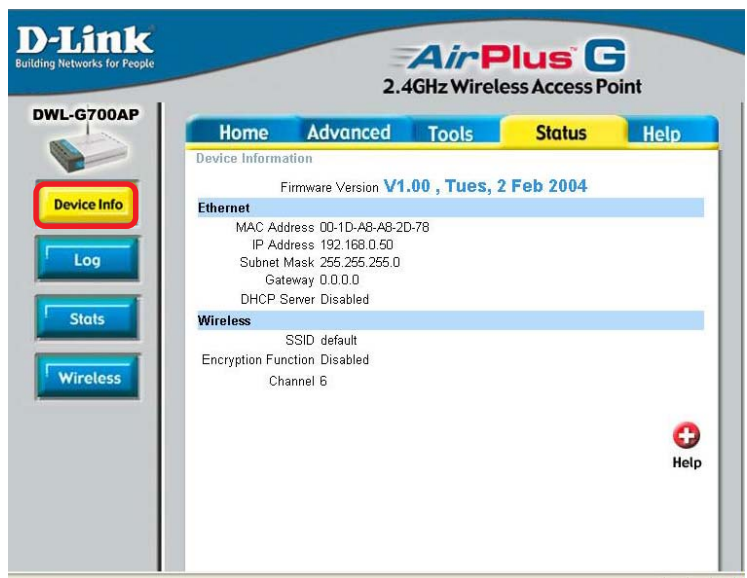 D-Link
Building Networks for People
AirPlus™ G
2.4GHz Wireless Access Point
DWL-G700AP
Home Advanced Tools Status Help
Device Info
Log
Stats
Wireless
Device Information
Firmware Version V1.00 , Tues, 2 Feb 2004
Ethernet
MAC Address 00-1D-A8-A8-2D-78
IP Address 192.168.0.50
Subnet Mask 255.255.255.0
Gateway 0.0.0.0
DHCP Server Disabled
Wireless
SSID default
Encryption Function Disabled
Channel 6
Help